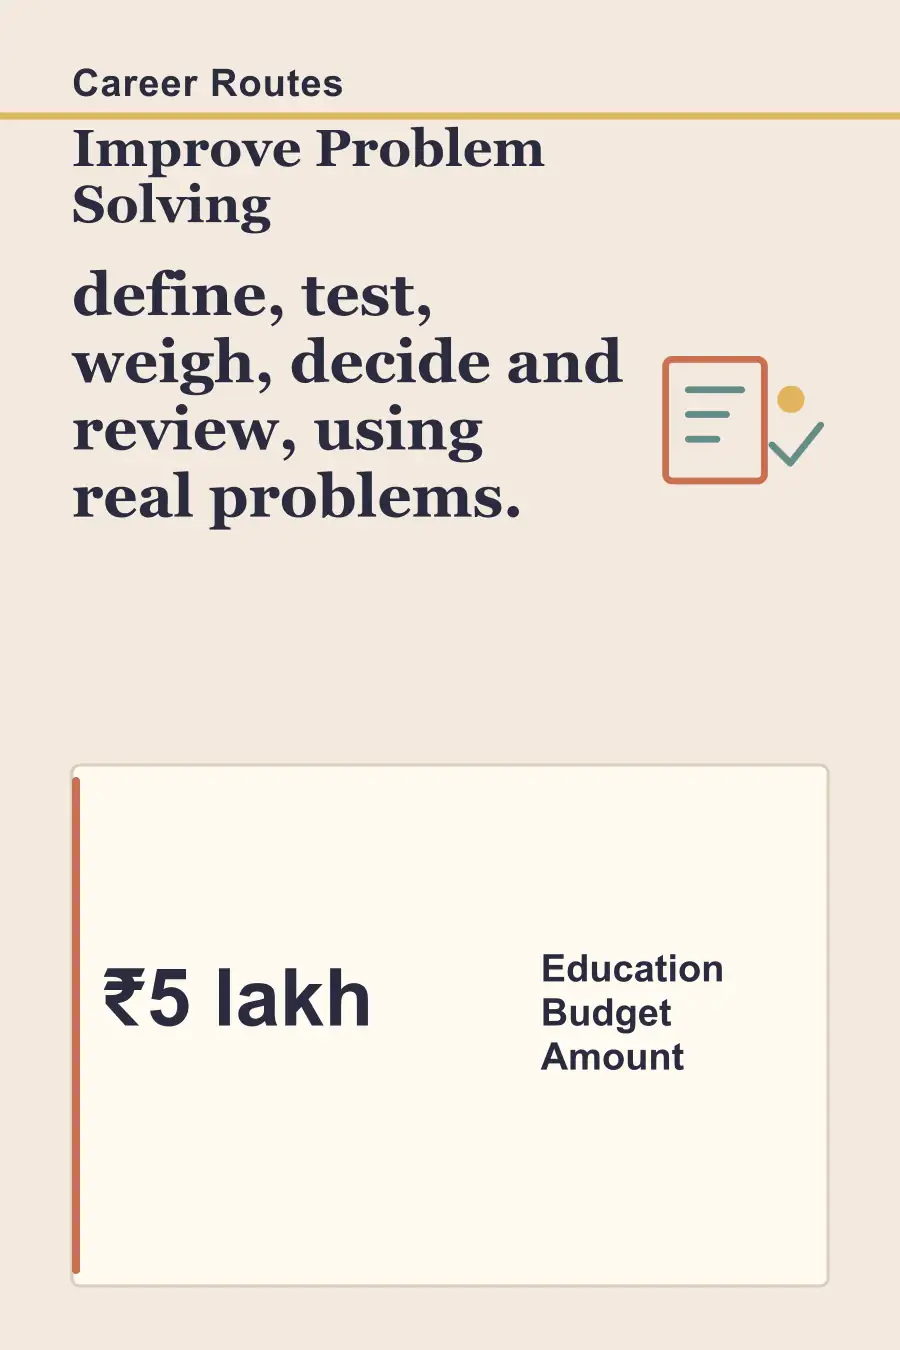 Career Routes
Improve Problem
Solving
define, test,
weigh, decide and
review, using
real problems.
₹5 lakh
Education
Budget
Amount